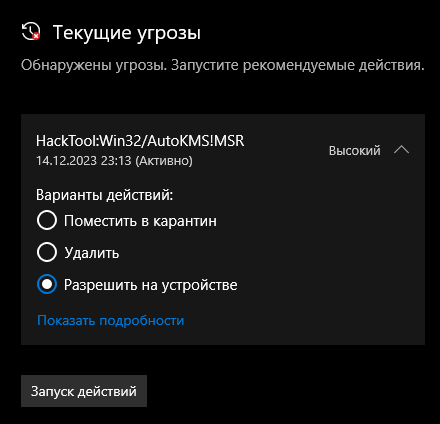 Текущие угрозы
Обнаружены угрозы. Запустите рекомендуемые действия.
HackTool:Win32/AutoKMS!MSR
14.12.2023 23:13 (Активно)
Высокий
Варианты действий:
Поместить в карантин
Удалить
Разрешить на устройстве
Показать подробности
Запуск действий